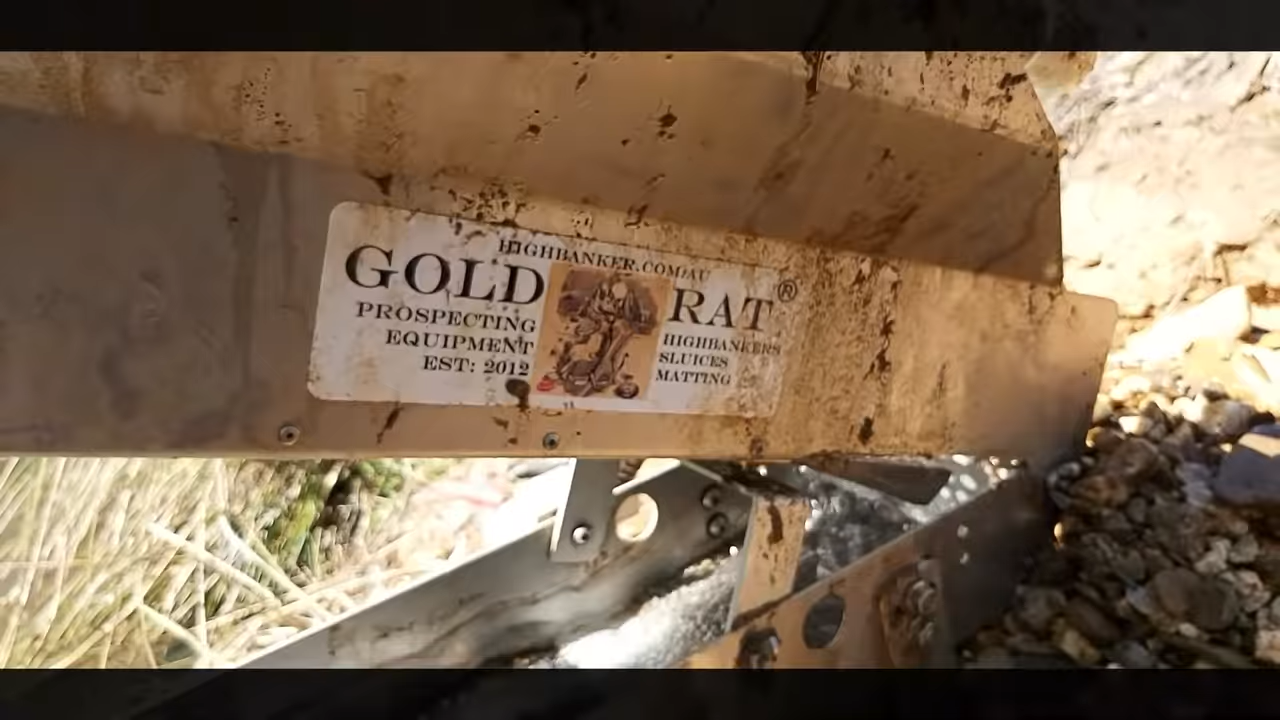 HIGHBANKER.COM.AU
GOLD RAT®
PROSPECTING
EQUIPMENT
EST: 2012
HIGHBANKERS
SLUICES
MATTING